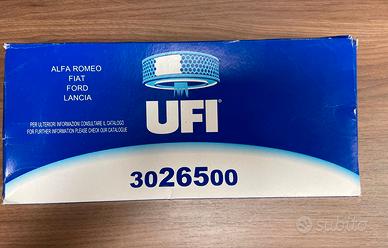 ALFA ROMEO
FIAT
FORD
LANCIA
UFI
PER ULTERIORI INFORMAZIONI CONSULTARE IL CATALOGO
FOR FURTHER INFORMATION PLEASE CHECK OUR CATALOGUE
3026500
subito